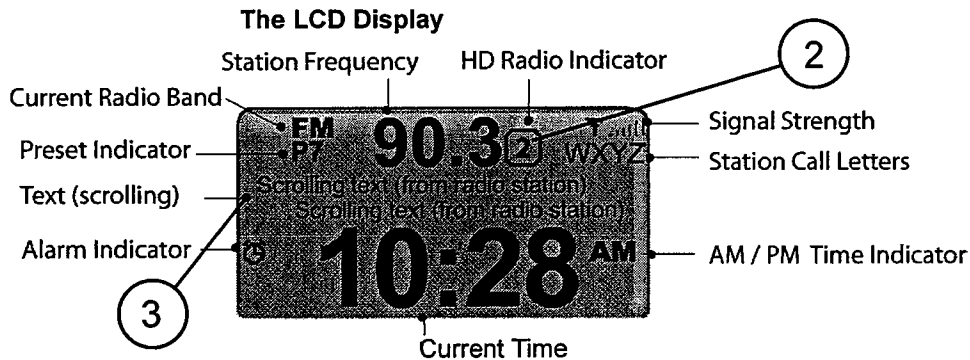 The LCD Display
Station Frequency
HD Radio Indicator
2
Current Radio Band
FM
90.3
2
Signal Strength
Preset Indicator
P7
WXYZ
Station Call Letters
Text (scrolling)
Scrolling text (from radio station)
Scrolling text (from radio station)
Alarm Indicator
10:28
AM
AM / PM Time Indicator
3
Current Time